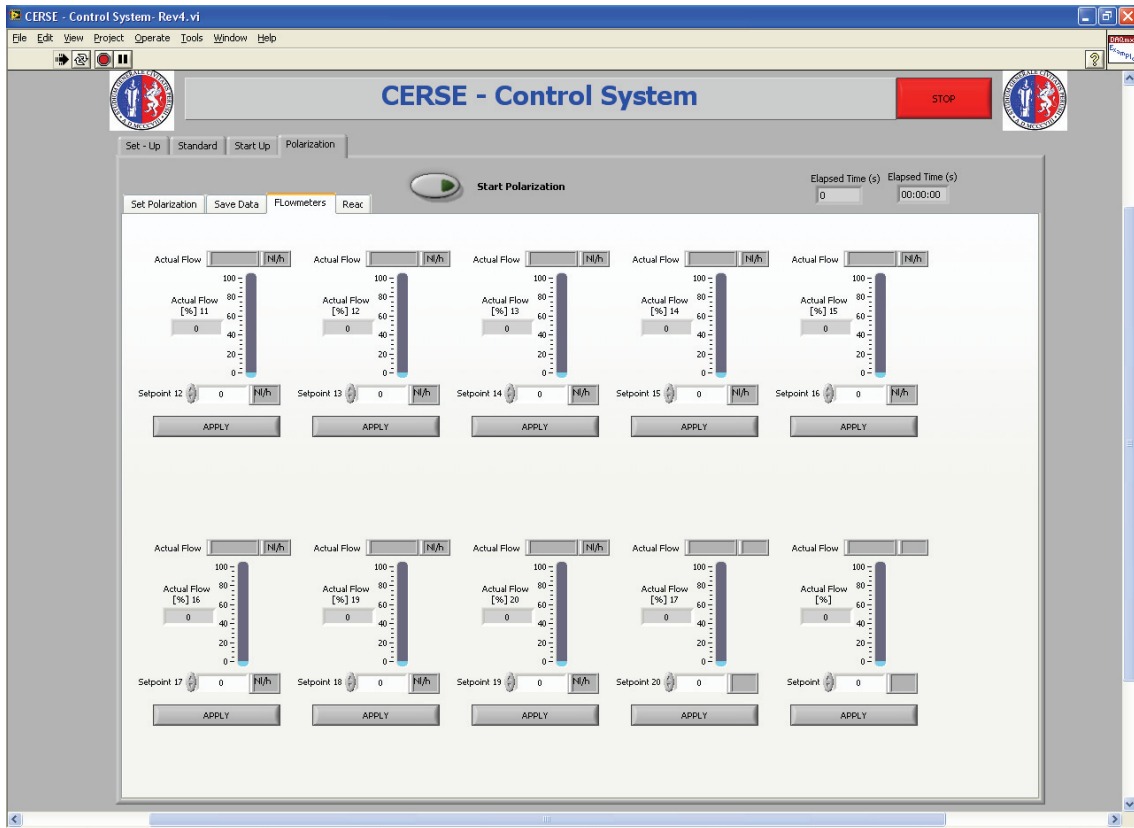 CERSE - Control System- Rev4.vi
File Edit View Project Operate Tools Window Help
CERSE - Control System
STOP
Set - Up Standard Start Up Polarization
Start Polarization
Elapsed Time (s) Elapsed Time (s)
0 00:00:00
Set Polarization Save Data FLowmeters Reac
Actual Flow Nl/h Actual Flow Nl/h Actual Flow Nl/h Actual Flow Nl/h Actual Flow Nl/h
100 100 100 100 100
Actual Flow 80 Actual Flow 80 Actual Flow 80 Actual Flow 80 Actual Flow 80
[%] 11 60 [%] 12 60 [%] 13 60 [%] 14 60 [%] 15 60
0 40 0 40 0 40 0 40 0 40
20 20 20 20 20
0 0 0 0 0
Setpoint 12 0 Nl/h Setpoint 13 0 Nl/h Setpoint 14 0 Nl/h Setpoint 15 0 Nl/h Setpoint 16 0 Nl/h
APPLY APPLY APPLY APPLY APPLY
Actual Flow Nl/h Actual Flow Nl/h Actual Flow Nl/h Actual Flow Actual Flow
100 100 100 100 100
Actual Flow 80 Actual Flow 80 Actual Flow 80 Actual Flow 80 Actual Flow 80
[%] 16 60 [%] 19 60 [%] 20 60 [%] 17 60 [%] 60
0 40 0 40 0 40 0 40 0 40
20 20 20 20 20
0 0 0 0 0
Setpoint 17 0 Nl/h Setpoint 18 0 Nl/h Setpoint 19 0 Nl/h Setpoint 20 0 Setpoint 0
APPLY APPLY APPLY APPLY APPLY